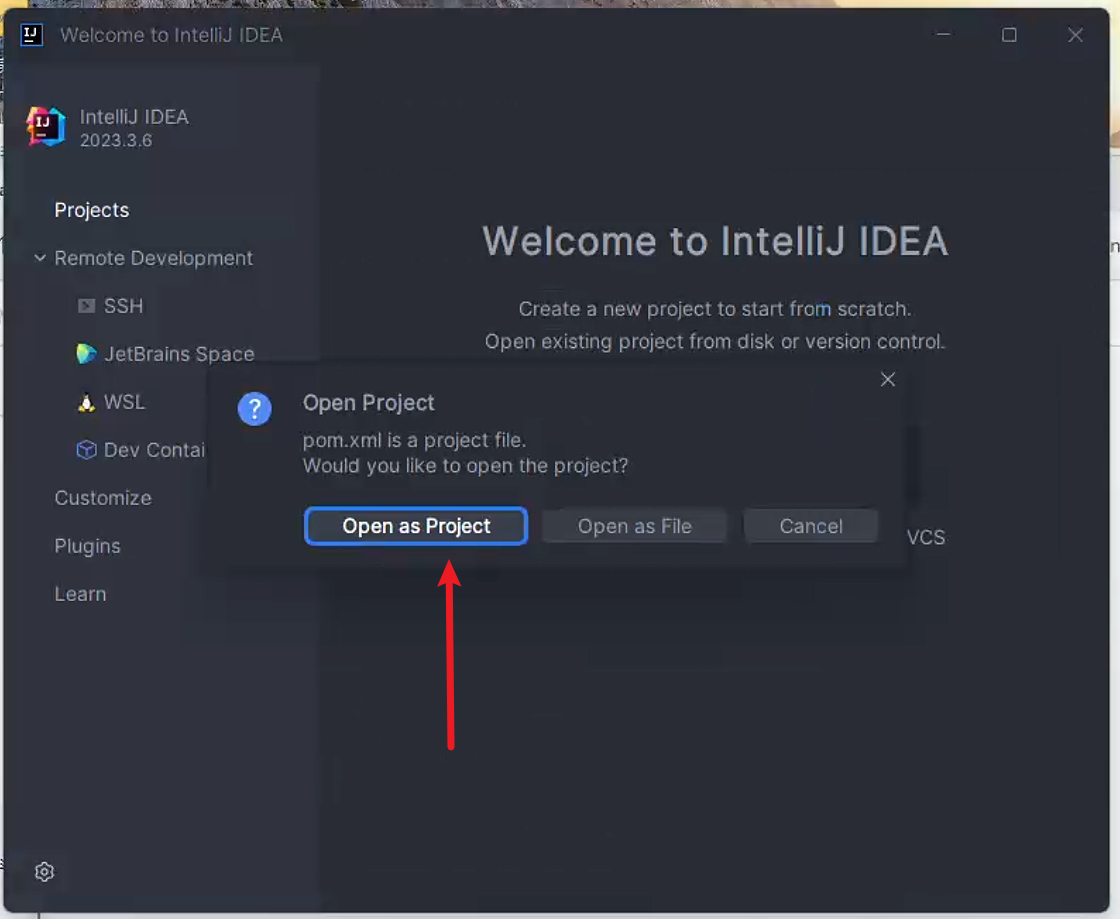 Welcome to IntelliJ IDEA
IntelliJ IDEA
2023.3.6
Projects
Remote Development
SSH
JetBrains Space
WSL
Dev Contai
Customize
Plugins
Learn
Welcome to IntelliJ IDEA
Create a new project to start from scratch.
Open existing project from disk or version control.
Open Project
pom.xml is a project file.
Would you like to open the project?
Open as Project
Open as File
Cancel
VCS